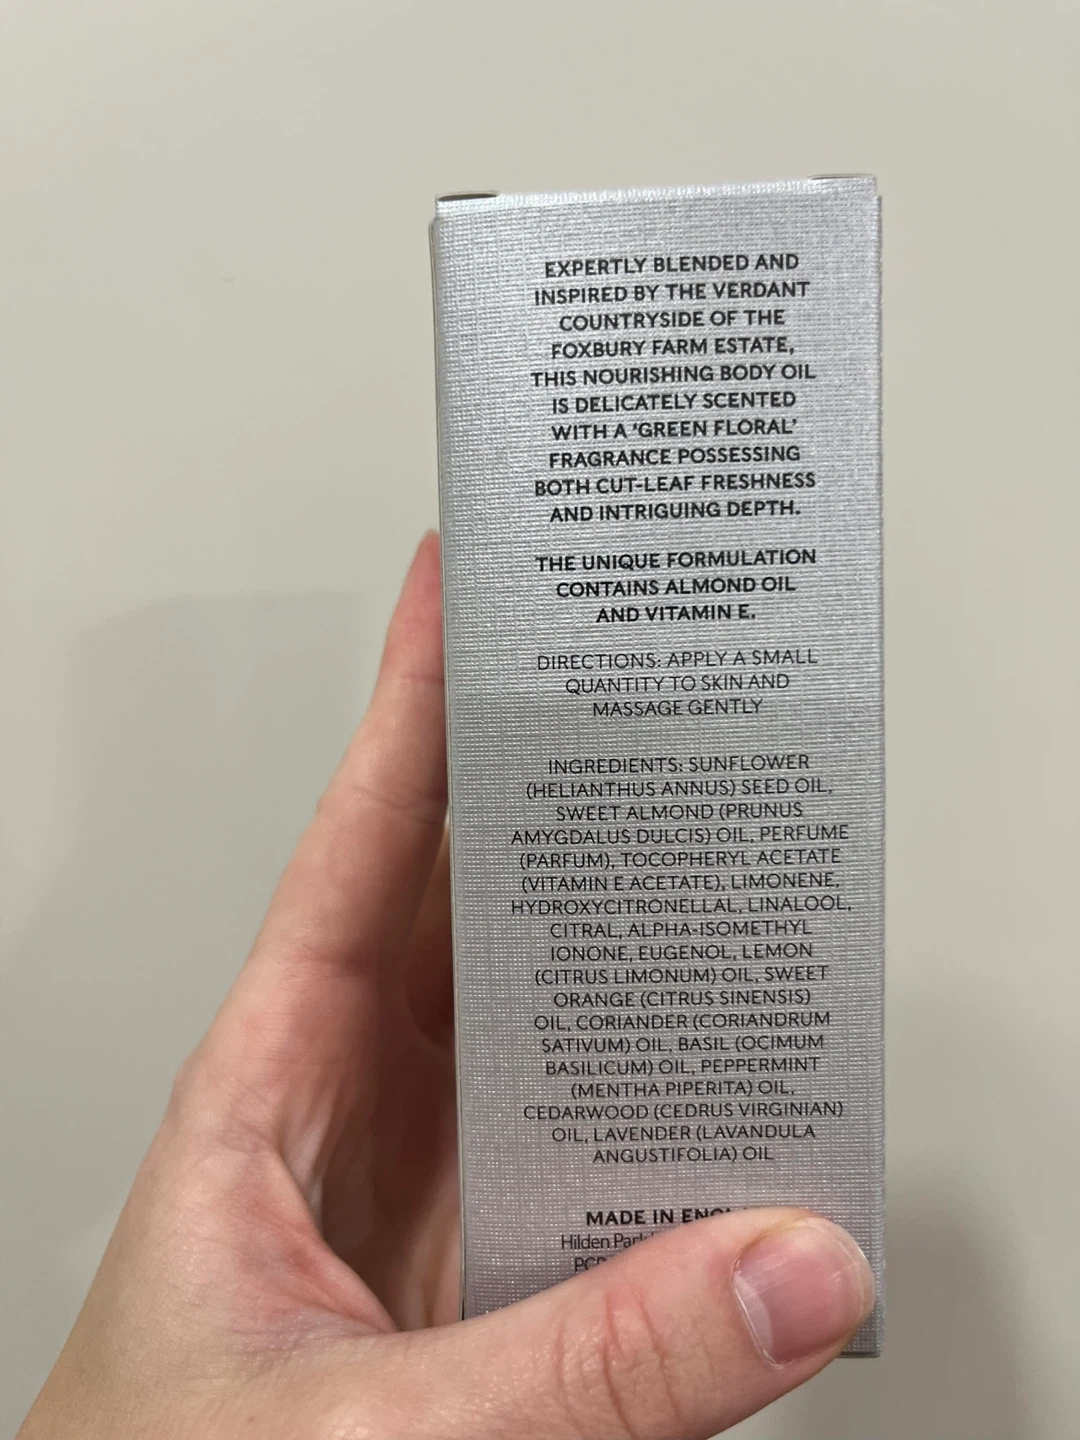 EXPERTLY BLENDED AND
INSPIRED BY THE VERDANT
COUNTRYSIDE OF THE
FOXBURY FARM ESTATE,
THIS NOURISHING BODY OIL
IS DELICATELY SCENTED
WITH A ‘GREEN FLORAL’
FRAGRANCE POSSESSING
BOTH CUT-LEAF FRESHNESS
AND INTRIGUING DEPTH.
THE UNIQUE FORMULATION
CONTAINS ALMOND OIL
AND VITAMIN E.
DIRECTIONS: APPLY A SMALL
QUANTITY TO SKIN AND
MASSAGE GENTLY
INGREDIENTS: SUNFLOWER
(HELIANTHUS ANNUS) SEED OIL,
SWEET ALMOND (PRUNUS
AMYGDALUS DULCIS) OIL, PERFUME
(PARFUM), TOCOPHERYL ACETATE
(VITAMIN E ACETATE), LIMONENE,
HYDROXYCITRONELLAL, LINALOOL,
CITRAL, ALPHA-ISOMETHYL
IONONE, EUGENOL, LEMON
(CITRUS LIMONUM) OIL, SWEET
ORANGE (CITRUS SINENSIS)
OIL, CORIANDER (CORIANDRUM
SATIVUM) OIL, BASIL (OCIMUM
BASILICUM) OIL, PEPPERMINT
(MENTHA PIPERITA) OIL,
CEDARWOOD (CEDRUS VIRGINIAN)
OIL, LAVENDER (LAVANDULA
ANGUSTIFOLIA) OIL
MADE IN
Hilden